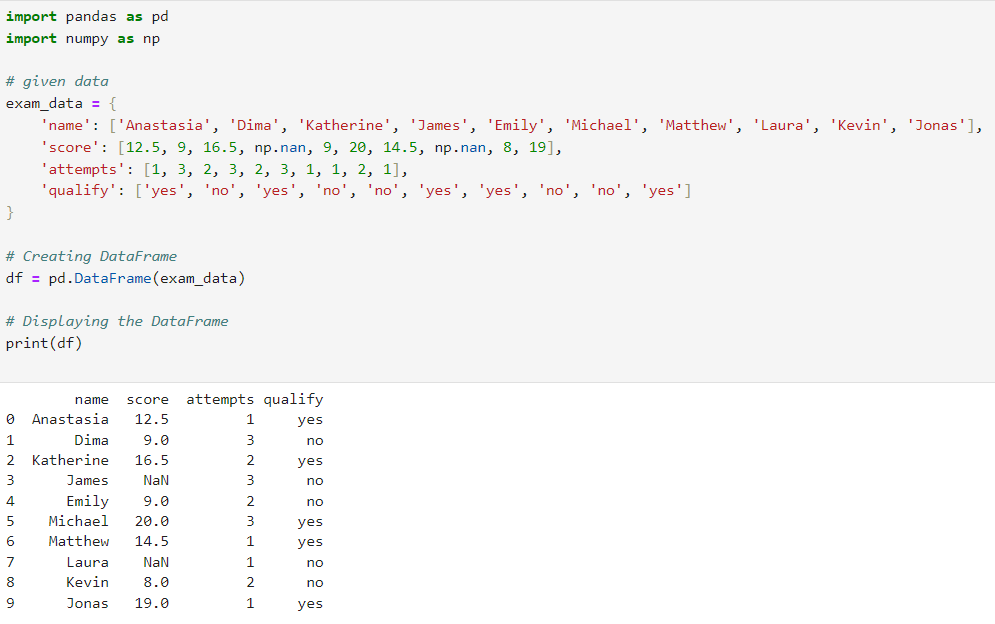 import pandas as pd
import numpy as np
# given data
exam_data = {
    'name': ['Anastasia', 'Dima', 'Katherine', 'James', 'Emily', 'Michael', 'Matthew', 'Laura', 'Kevin', 'Jonas'],
    'score': [12.5, 9, 16.5, np.nan, 9, 20, 14.5, np.nan, 8, 19],
    'attempts': [1, 3, 2, 3, 2, 3, 1, 1, 2, 1],
    'qualify': ['yes', 'no', 'yes', 'no', 'no', 'yes', 'yes', 'no', 'no', 'yes']
}
# Creating DataFrame
df = pd.DataFrame(exam_data)
# Displaying the DataFrame
print(df)
        name  score  attempts qualify
0  Anastasia   12.5         1     yes
1       Dima    9.0         3      no
2  Katherine   16.5         2     yes
3      James    NaN         3      no
4      Emily    9.0         2      no
5    Michael   20.0         3     yes
6    Matthew   14.5         1     yes
7      Laura    NaN         1      no
8      Kevin    8.0         2      no
9      Jonas   19.0         1     yes